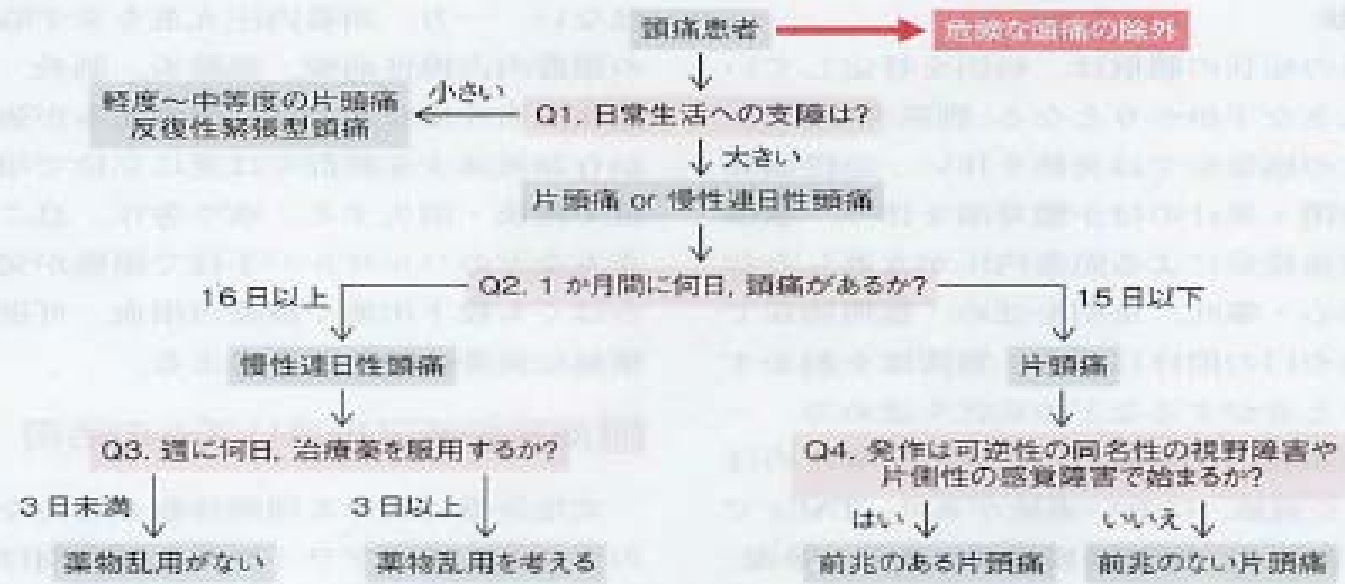 頭痛患者
危険な頭痛の除外
軽度〜中等度の片頭痛
反復性緊張型頭痛
小さい
Q1. 日常生活への支障は?
大きい
片頭痛 or 慢性連日性頭痛
Q2. 1か月間に何日, 頭痛があるか?
16日以上
15日以下
慢性連日性頭痛
片頭痛
Q3. 週に何日, 治療薬を服用するか?
Q4. 発作は可逆性の同名性の視野障害や
片側性の感覚障害で始まるか?
3日未満
3日以上
はい
いいえ
薬物乱用がない
薬物乱用を考える
前兆のある片頭痛
前兆のない片頭痛